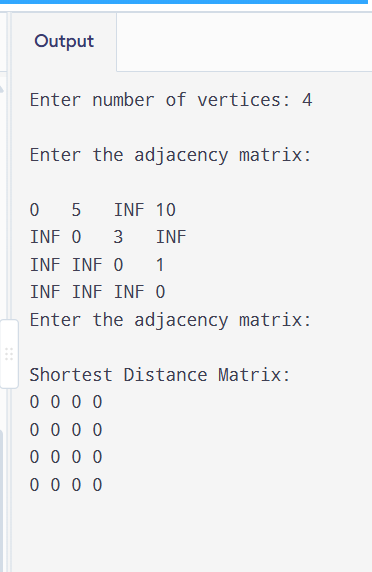 Output
Enter number of vertices: 4
Enter the adjacency matrix:
0   5   INF 10
INF 0   3   INF
INF INF 0   1
INF INF INF 0
Enter the adjacency matrix:
Shortest Distance Matrix:
0 0 0 0
0 0 0 0
0 0 0 0
0 0 0 0